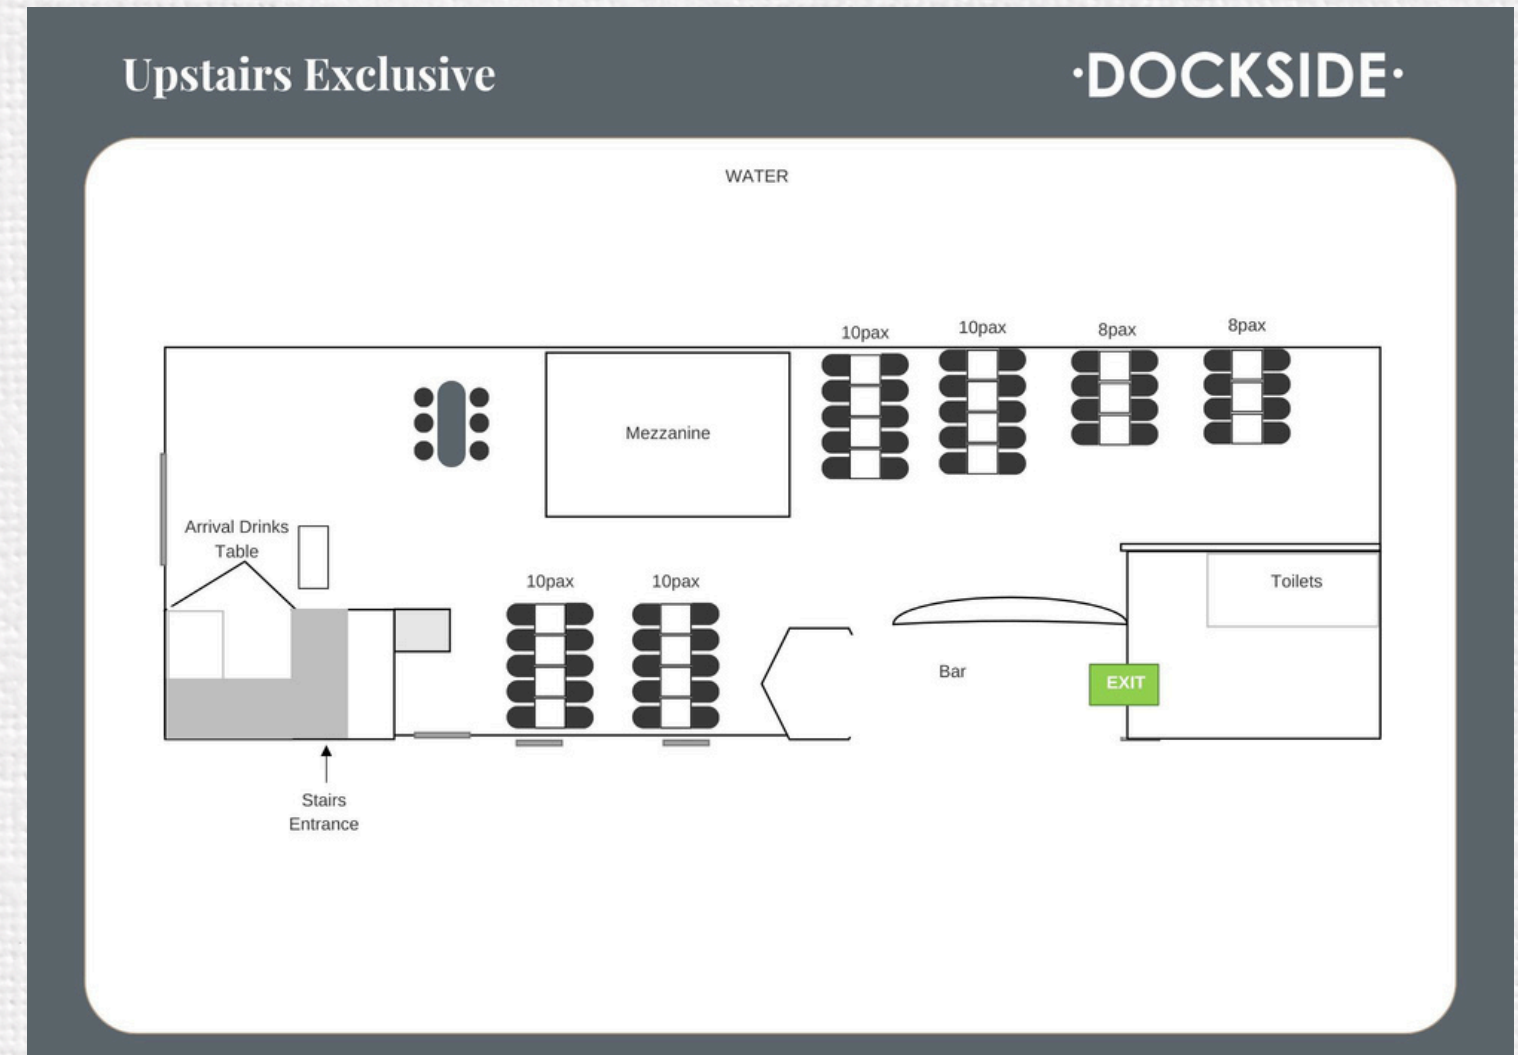 Upstairs Exclusive
·DOCKSIDE·
WATER
10pax
10pax
8pax
8pax
Mezzanine
Arrival Drinks
Table
10pax
10pax
Toilets
Bar
EXIT
Stairs
Entrance